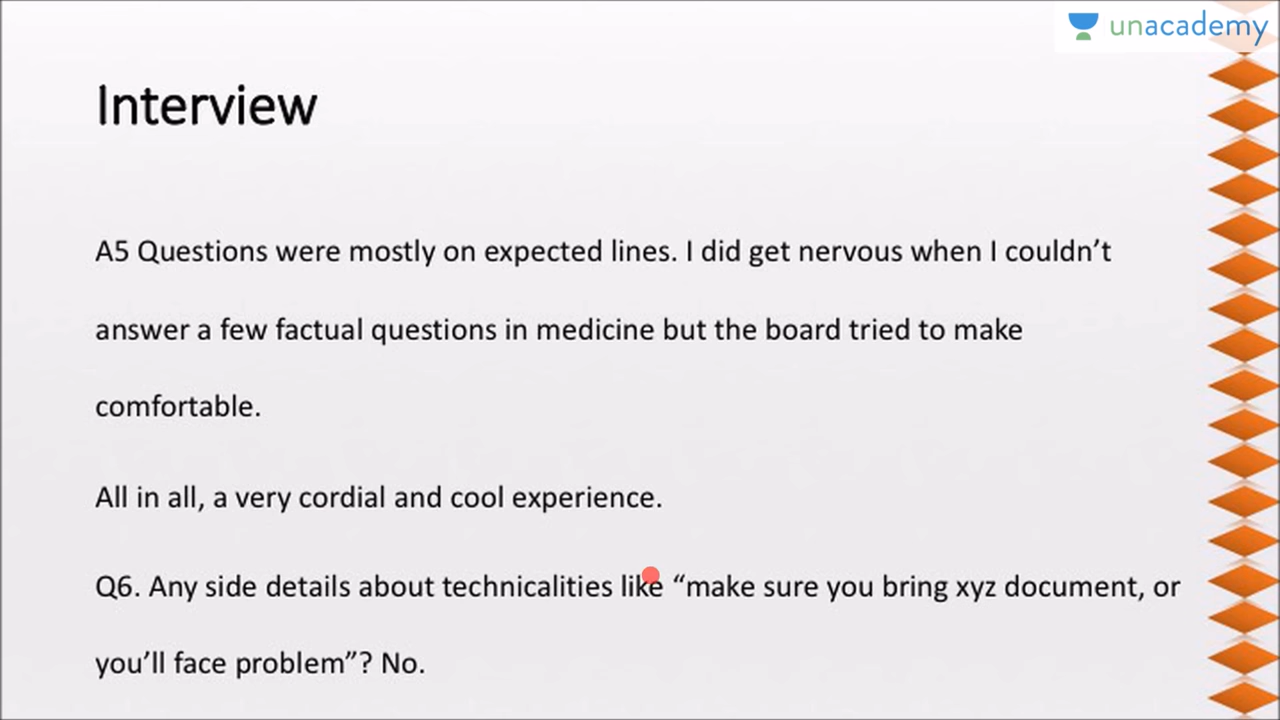 unacademy
Interview
A5 Questions were mostly on expected lines. I did get nervous when I couldn’t
answer a few factual questions in medicine but the board tried to make
comfortable.
All in all, a very cordial and cool experience.
Q6. Any side details about technicalities like “make sure you bring xyz document, or
you’ll face problem”? No.